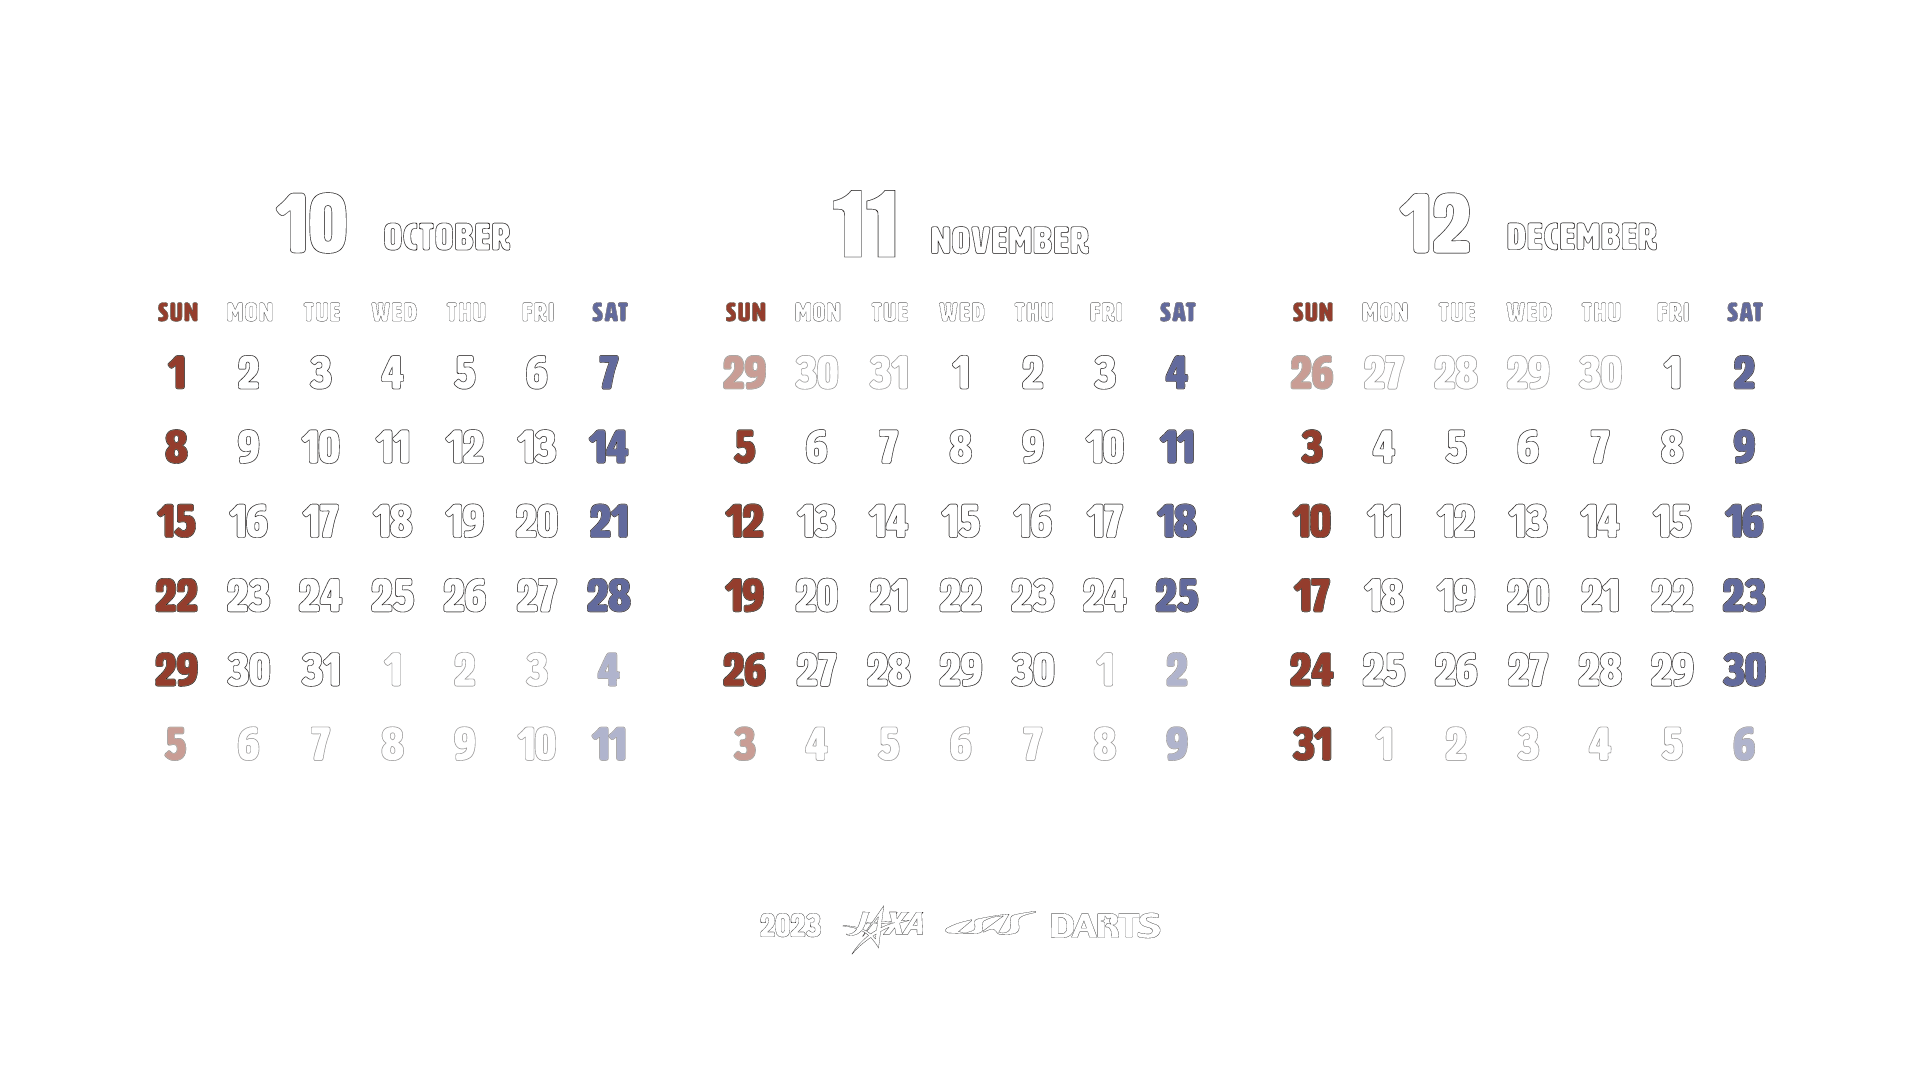 10 OCTOBER
SUN MON TUE WED THU FRI SAT
1 2 3 4 5 6 7
8 9 10 11 12 13 14
15 16 17 18 19 20 21
22 23 24 25 26 27 28
29 30 31 1 2 3 4
5 6 7 8 9 10 11
11 NOVEMBER
SUN MON TUE WED THU FRI SAT
29 30 31 1 2 3 4
5 6 7 8 9 10 11
12 13 14 15 16 17 18
19 20 21 22 23 24 25
26 27 28 29 30 1 2
3 4 5 6 7 8 9
12 DECEMBER
SUN MON TUE WED THU FRI SAT
26 27 28 29 30 1 2
3 4 5 6 7 8 9
10 11 12 13 14 15 16
17 18 19 20 21 22 23
24 25 26 27 28 29 30
31 1 2 3 4 5 6
2023 JAXA ISAS DARTS